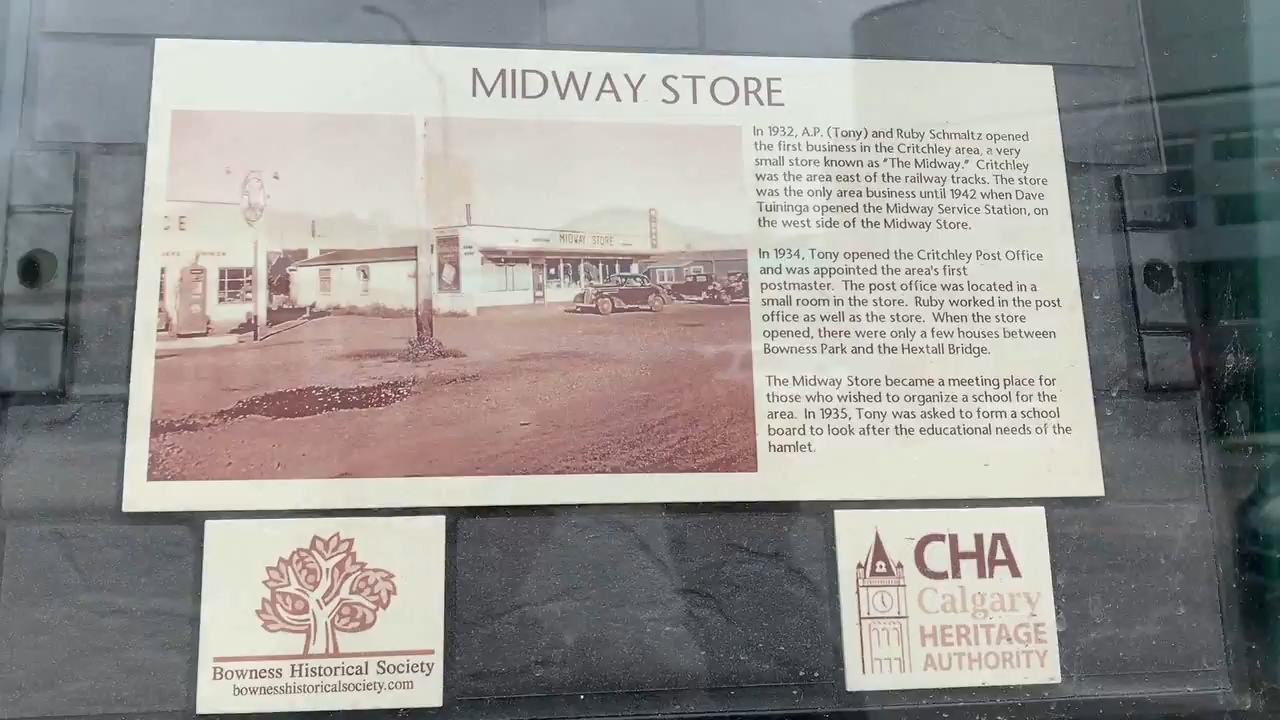 MIDWAY STORE
In 1932, A.P. (Tony) and Ruby Schmaltz opened
the first business in the Critchley area, a very
small store known as "The Midway." Critchley
was the area east of the railway tracks. The store
was the only area business until 1942 when Dave
Tuininga opened the Midway Service Station, on
the west side of the Midway Store.
In 1934, Tony opened the Critchley Post Office
and was appointed the area's first
postmaster. The post office was located in a
small room in the store. Ruby worked in the post
office as well as the store. When the store
opened, there were only a few houses between
Bowness Park and the Hextall Bridge.
The Midway Store became a meeting place for
those who wished to organize a school for the
area. In 1935, Tony was asked to form a school
board to look after the educational needs of the
hamlet.
CE
MIDWAY STORE
Bowness Historical Society
bownesshistoricalsociety.com
CHA
Calgary
HERITAGE
AUTHORITY